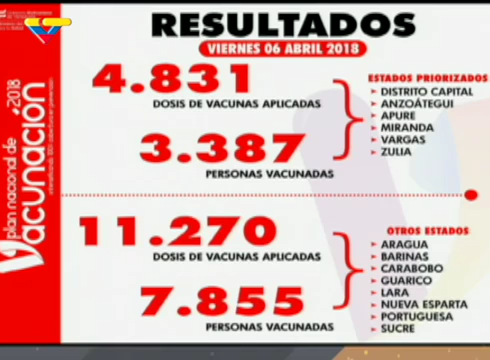 RESULTADOS
VIERNES 06 ABRIL 2018
4.831
DOSIS DE VACUNAS APLICADAS
3.387
PERSONAS VACUNADAS
ESTADOS PRIORIZADOS
DISTRITO CAPITAL
ANZOÁTEGUI
APURE
MIRANDA
VARGAS
ZULIA
11.270
DOSIS DE VACUNAS APLICADAS
7.855
PERSONAS VACUNADAS
OTROS ESTADOS
ARAGUA
BARINAS
CARABOBO
GUARICO
LARA
NUEVA ESPARTA
PORTUGUESA
SUCRE
plan nacional de
Vacunación
2018